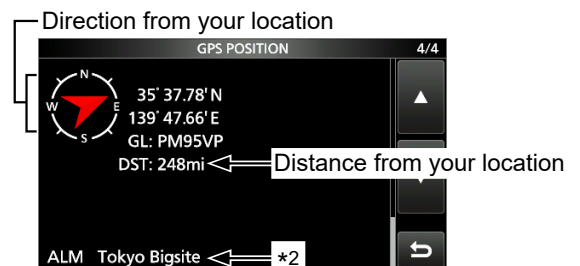 Direction from your location
GPS POSITION 4/4
N
W E
S
35°37.78'N
139°47.66'E
GL: PM95VP
DST: 248mi
Distance from your location
ALM Tokyo Bigsite
*2